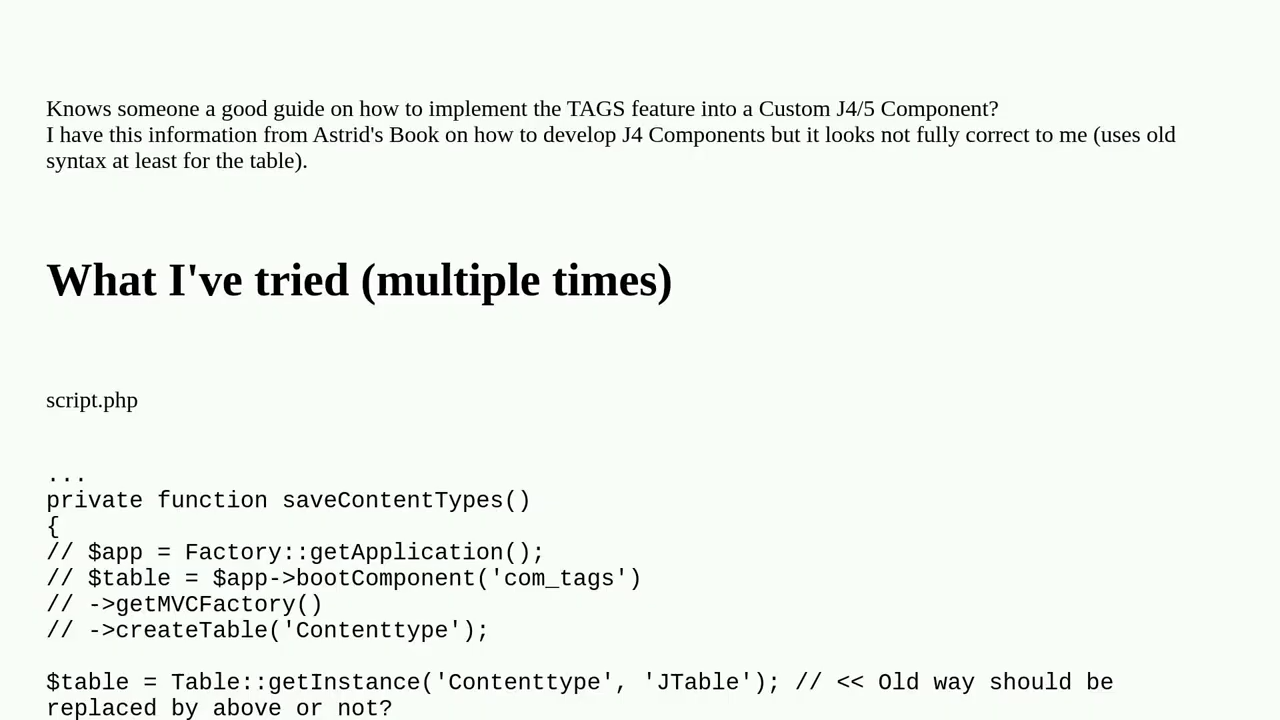 Knows someone a good guide on how to implement the TAGS feature into a Custom J4/5 Component?
I have this information from Astrid's Book on how to develop J4 Components but it looks not fully correct to me (uses old
syntax at least for the table).
What I've tried (multiple times)
script.php
...
private function saveContentTypes()
{
// $app = Factory::getApplication();
// $table = $app->bootComponent('com_tags')
// ->getMVCFactory()
// ->createTable('Contenttype');
$table = Table::getInstance('Contenttype', 'JTable'); // << Old way should be
replaced by above or not?